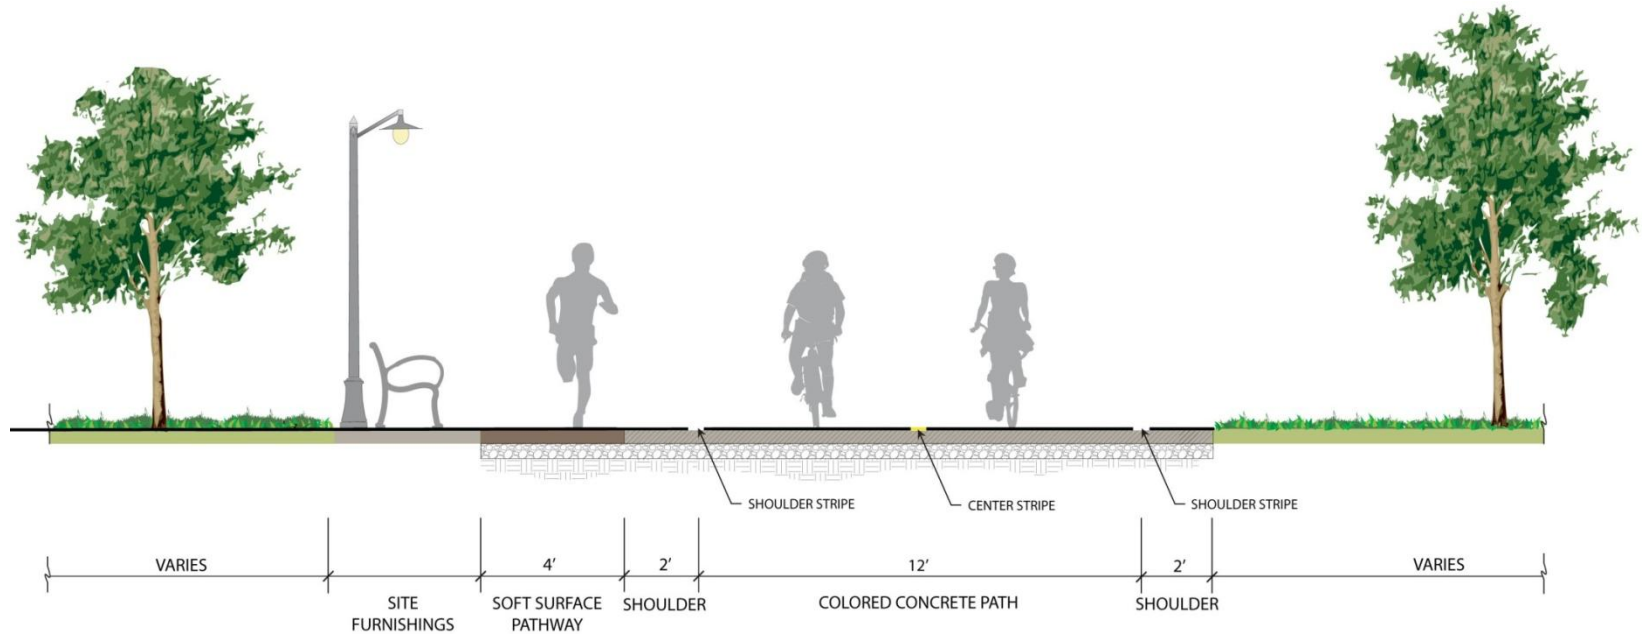 SHOULDER STRIPE
CENTER STRIPE
SHOULDER STRIPE
VARIES
4’
2’
12’
2’
VARIES
SITE
FURNISHINGS
SOFT SURFACE
PATHWAY
SHOULDER
COLORED CONCRETE PATH
SHOULDER